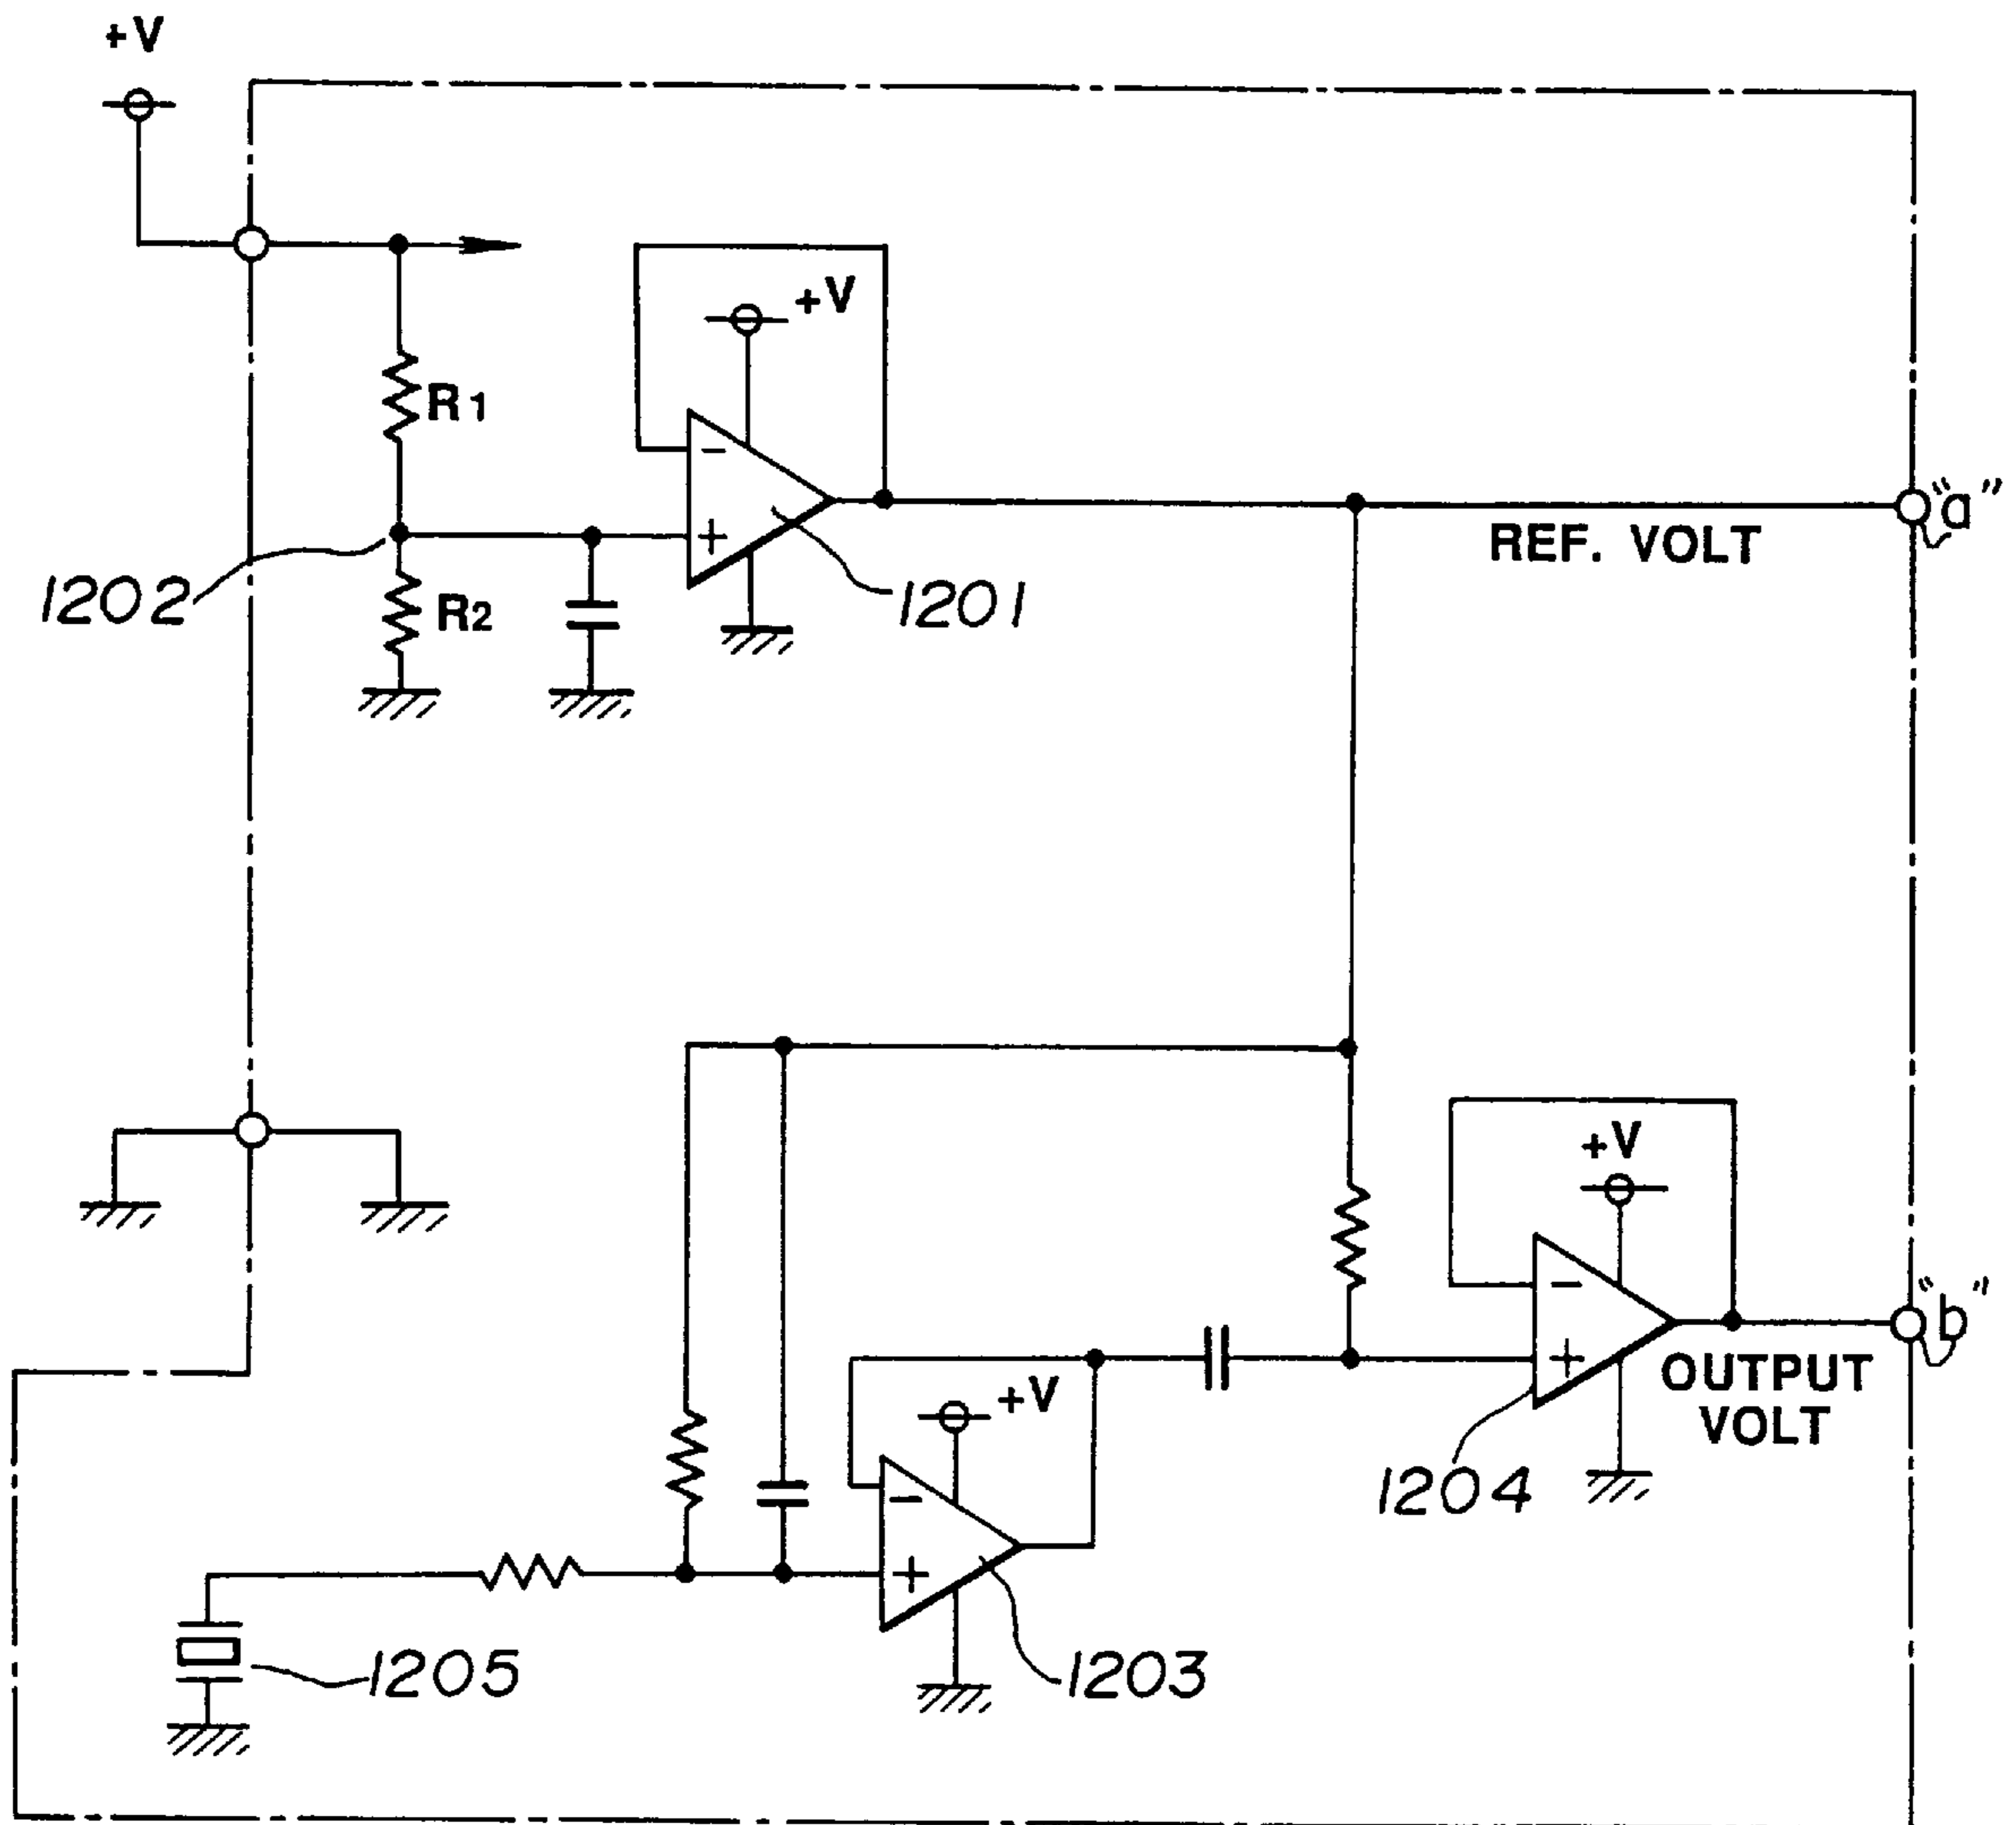 +V
+V
R1
"a"
REF. VOLT
1202
R2
1201
+V
"b"
OUTPUT
VOLT
+V
1204
1205
1203